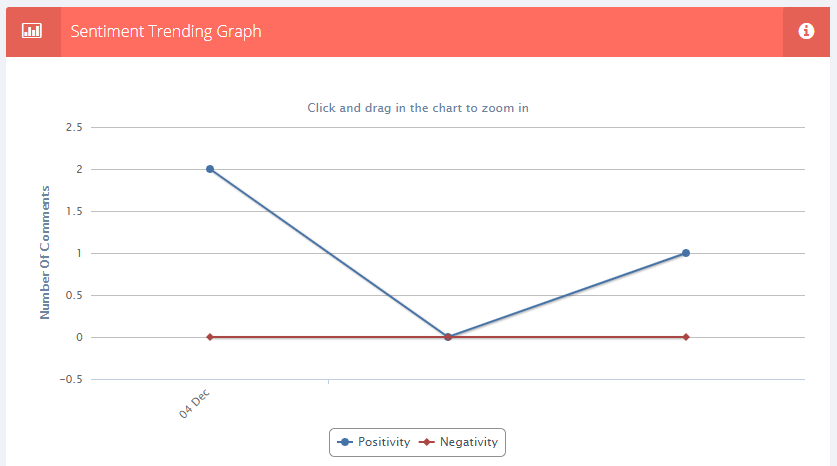 Sentiment Trending Graph
Click and drag in the chart to zoom in
Number Of Comments
2.5
2
1.5
1
0.5
0
−0.5
04 Dec
Positivity Negativity